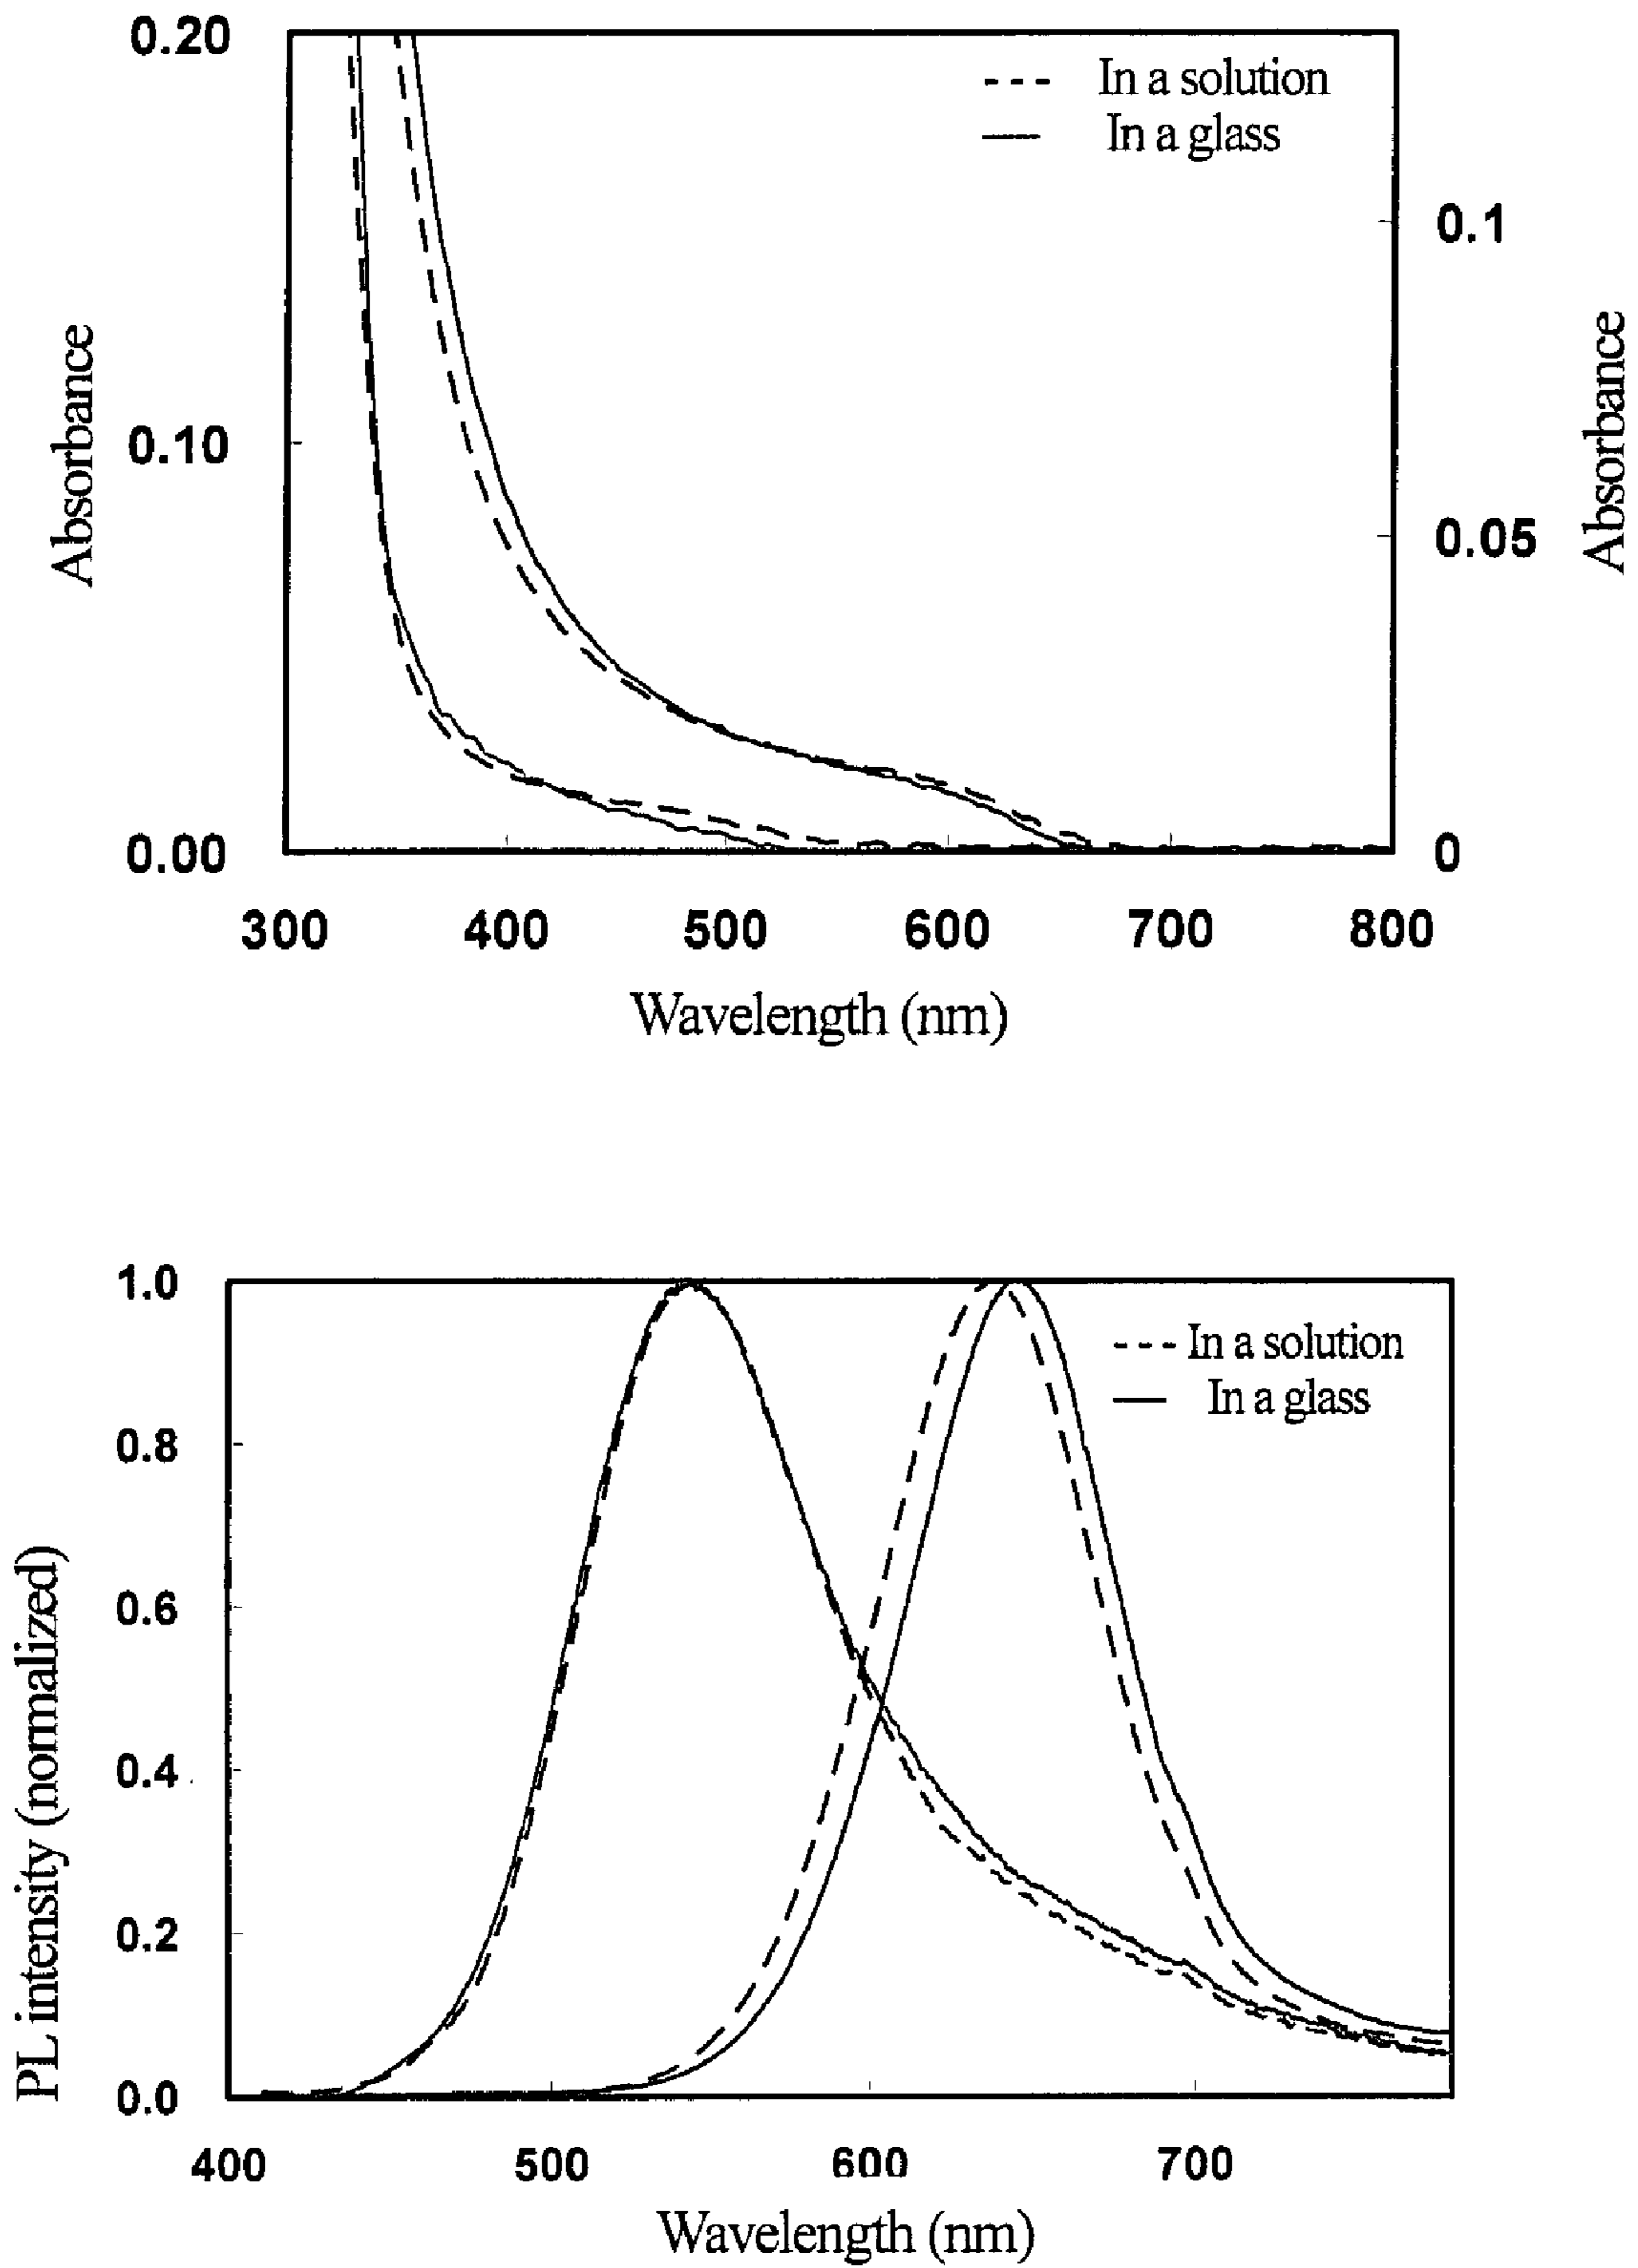 0.20
In a solution
In a glass
0.1
Absorbance
0.10
Absorbance
0.05
0.00
0
300 400 500 600 700 800
Wavelength (nm)
1.0
In a solution
In a glass
0.8
0.6
PL intensity (normalized)
0.4
0.2
0.0
400 500 600 700
Wavelength (nm)